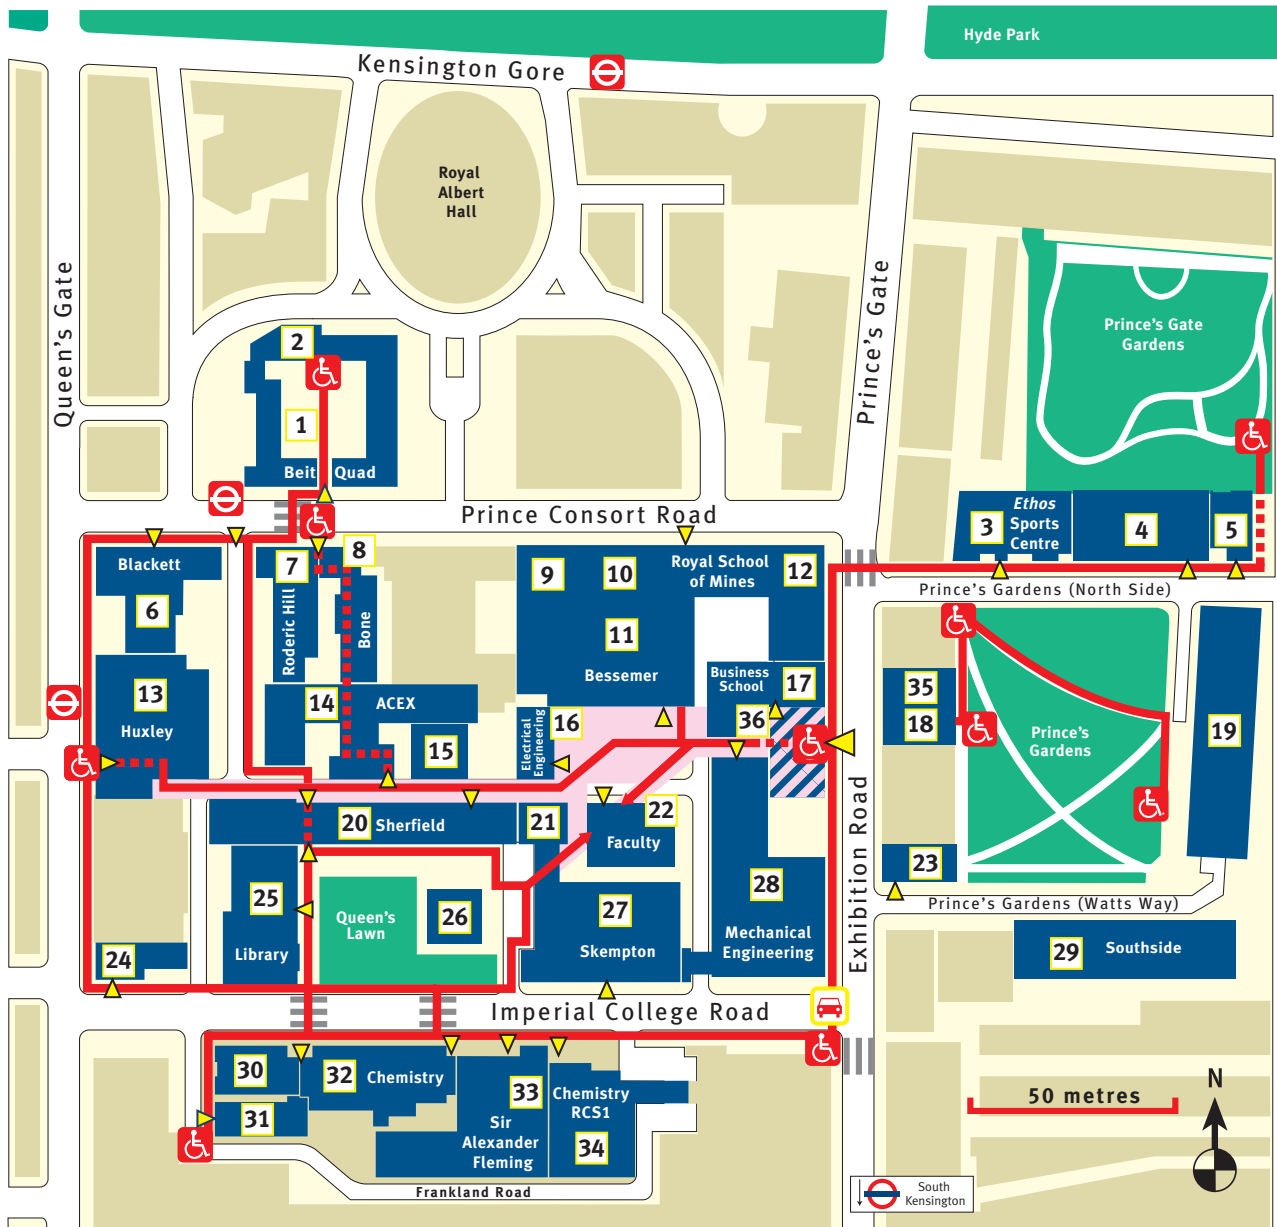 Hyde Park
Kensington Gore
Royal
Albert
Hall
Queen's Gate
Prince's Gate
Prince's Gate
Gardens
2
1
Beit Quad
Prince Consort Road
Ethos
Sports
Centre
3
4
5
Prince's Gardens (North Side)
Blackett
6
7
8
Roderic Hill
Bone
9
10
Royal School
of Mines
12
11
Bessemer
Business
School
17
13
Huxley
14
ACEX
15
Electrical
Engineering
16
36
35
18
Prince's
Gardens
19
20
Sherfield
21
22
Faculty
Exhibition Road
23
Prince's Gardens (Watts Way)
25
Library
Queen's
Lawn
26
27
Skempton
28
Mechanical
Engineering
24
29
Southside
Imperial College Road
30
31
32
Chemistry
33
Sir
Alexander
Fleming
Chemistry
RCS1
34
Frankland Road
50 metres
N
South
Kensington